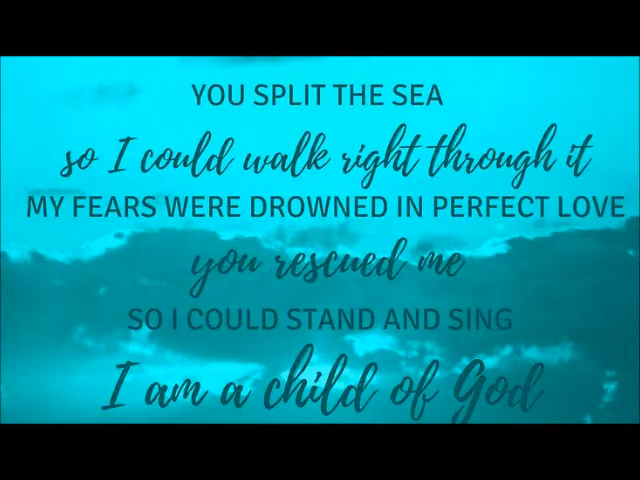 YOU SPLIT THE SEA
so I could walk right through it
MY FEARS WERE DROWNED IN PERFECT LOVE
you rescued me
SO I COULD STAND AND SING
I am a child of God